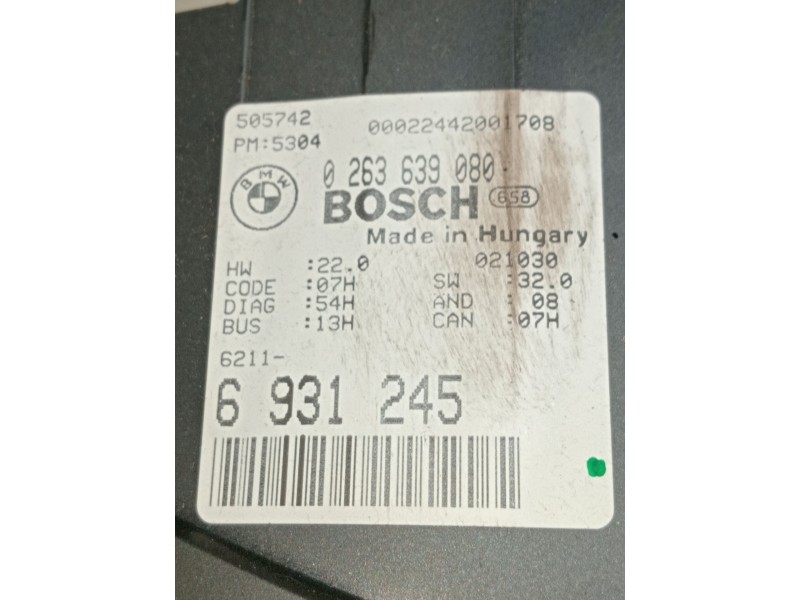 505742 00022442001708
PM:5304
0 263 639 080
BMW
BOSCH 658
Made in Hungary
021030
HW :22.0 SW :32.0
CODE :07H AND : 08
DIAG :54H CAN :07H
BUS :13H
6211-
6 931 245